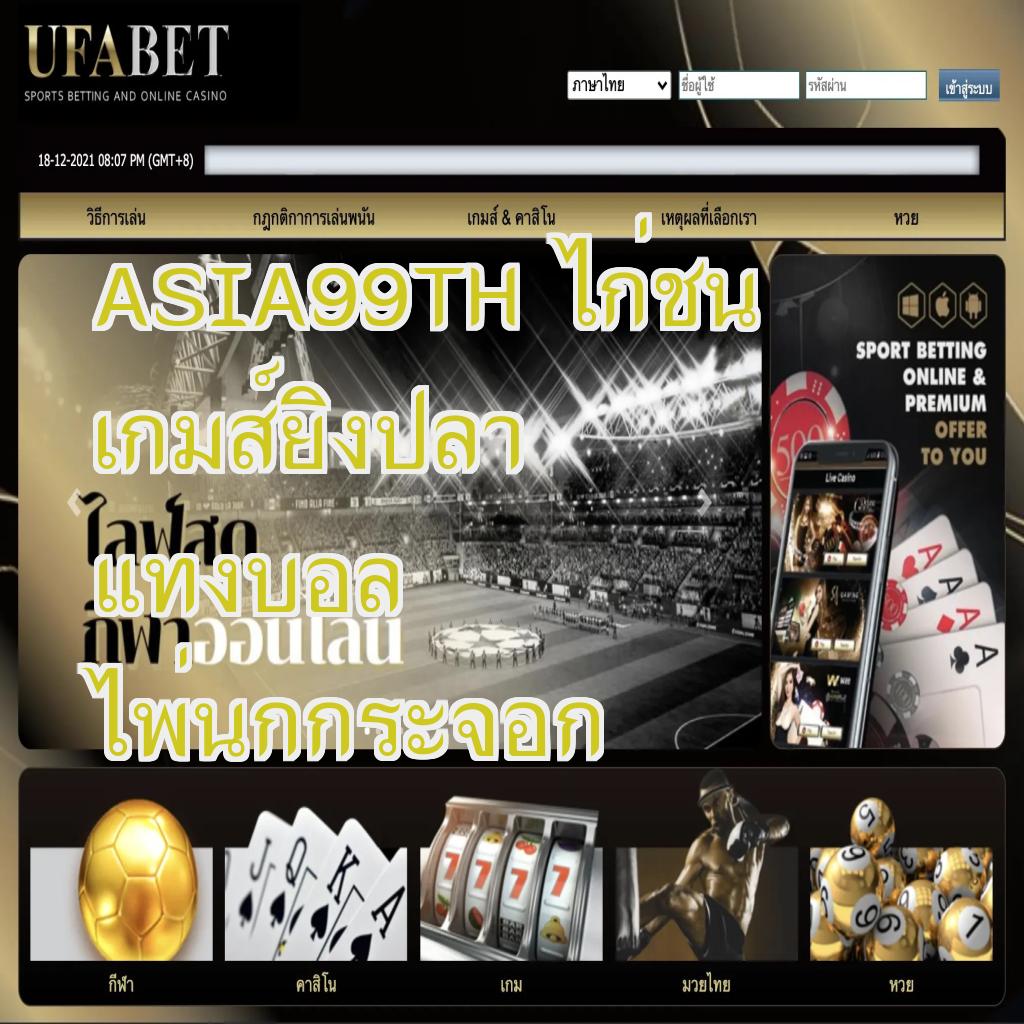 UFABET
SPORTS BETTING AND ONLINE CASINO
ภาษาไทย ชื่อผู้ใช้ รหัสผ่าน เข้าสู่ระบบ
18-12-2021 08:07 PM (GMT+8)
วิธีการเล่น กฎกติกาการเล่นพนัน เกมส์ & คาสิโน เหตุผลที่เลือกเรา หวย
ASIA99TH ไก่ชน
เกมส์ยิงปลา
แทงบอล
ไพ่นกกระจอก
ไลฟ์สด
กีฬาออนไลน์
SPORT BETTING
ONLINE &
PREMIUM
OFFER
TO YOU
500
Live Casino
A
A
A
A
J Q K A
7 7 7 7
กีฬา คาสิโน เกม มวยไทย หวย